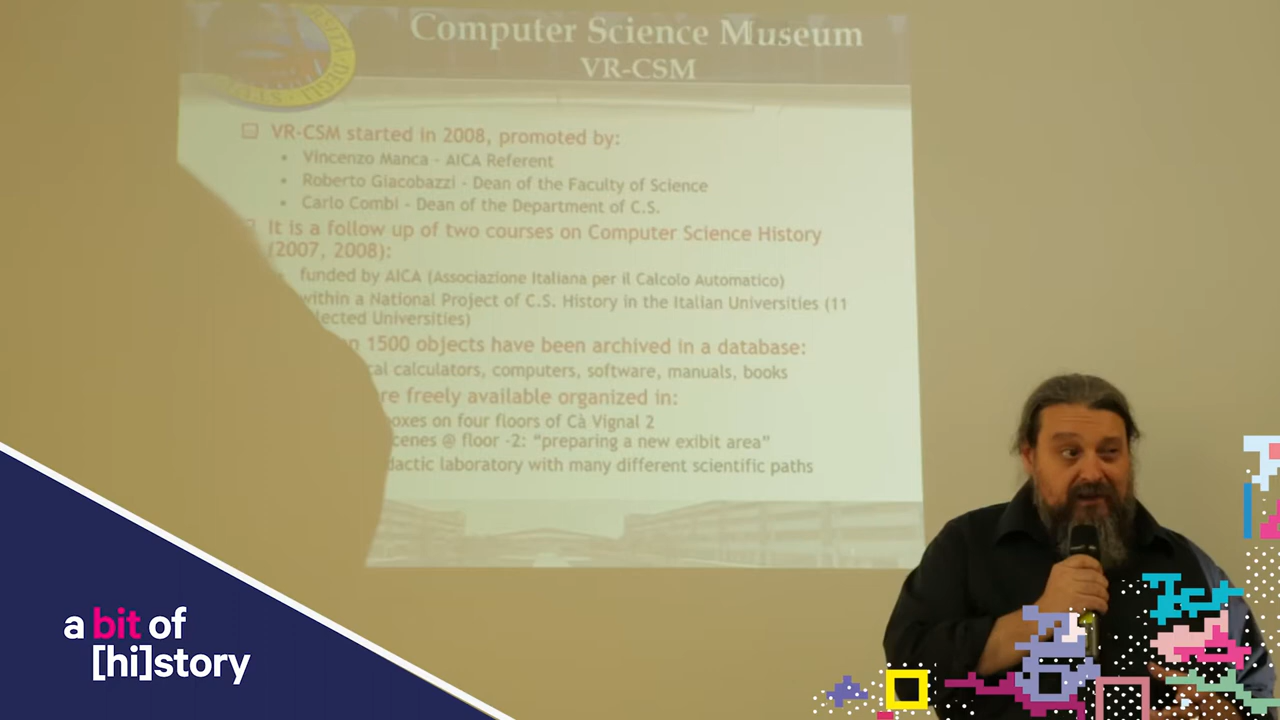 Computer Science Museum
VR-CSM
VR-CSM started in 2008, promoted by:
Vincenzo Manca - AICA Referent
Roberto Giacobazzi - Dean of the Faculty of Science
Carlo Combi - Dean of the Department of C.S.
It is a follow up of two courses on Computer Science History
(2007, 2008):
funded by AICA (Associazione Italiana per il Calcolo Automatico)
within a National Project of C.S. History in the Italian Universities (11
Universities)
1500 objects have been archived in a database:
calculators, computers, software, manuals, books
freely available organized in:
on four floors of Cà Vignal 2
@ floor -2: "preparing a new exibit area"
laboratory with many different scientific paths
a bit of
[hi]story